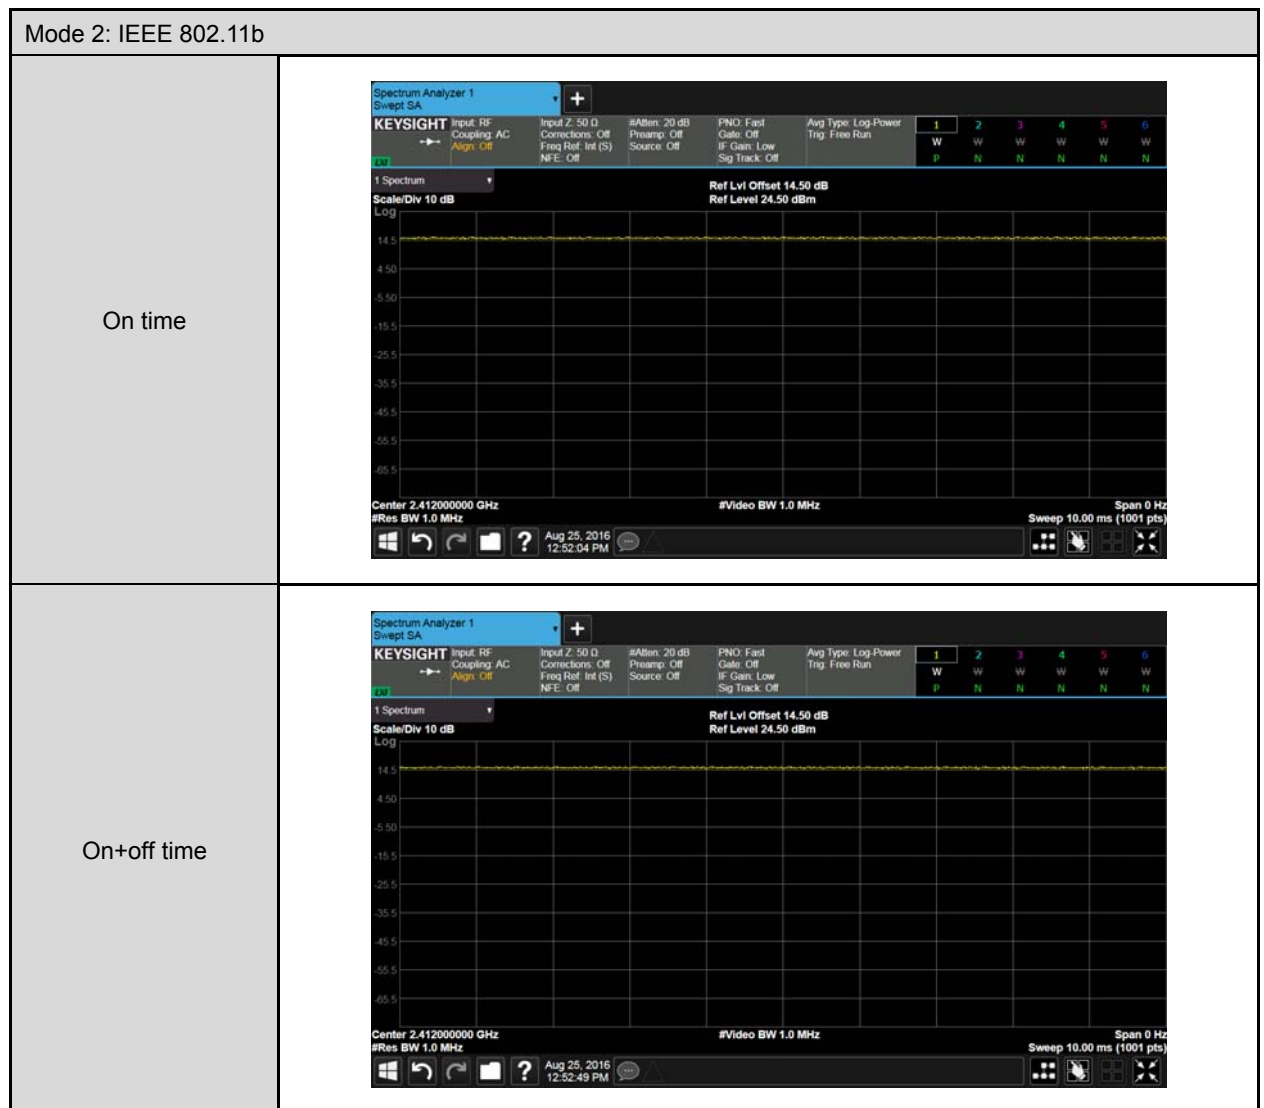 Mode 2: IEEE 802.11b
On time
Spectrum Analyzer 1
Swept SA
KEYSIGHT
Input: RF
Coupling: AC
Align: Off
Input Z: 50 Ω
Corrections: Off
Freq Ref: Int (S)
NFE: Off
#Atten: 20 dB
Preamp: Off
Source: Off
PNO: Fast
Gate: Off
IF Gain: Low
Sig Track: Off
Avg Type: Log-Power
Trig: Free Run
1 2 3 4 5 6
W W W W W W
P N N N N N
1 Spectrum
Scale/Div 10 dB
Ref Lvl Offset 14.50 dB
Ref Level 24.50 dBm
Log
14.5
4.50
-5.50
-15.5
-25.5
-35.5
-45.5
-55.5
-65.5
Center 2.412000000 GHz
#Video BW 1.0 MHz
Span 0 Hz
#Res BW 1.0 MHz
Sweep 10.00 ms (1001 pts)
Aug 25, 2016
12:52:04 PM
On+off time
Spectrum Analyzer 1
Swept SA
KEYSIGHT
Input: RF
Coupling: AC
Align: Off
Input Z: 50 Ω
Corrections: Off
Freq Ref: Int (S)
NFE: Off
#Atten: 20 dB
Preamp: Off
Source: Off
PNO: Fast
Gate: Off
IF Gain: Low
Sig Track: Off
Avg Type: Log-Power
Trig: Free Run
1 2 3 4 5 6
W W W W W W
P N N N N N
1 Spectrum
Scale/Div 10 dB
Ref Lvl Offset 14.50 dB
Ref Level 24.50 dBm
Log
14.5
4.50
-5.50
-15.5
-25.5
-35.5
-45.5
-55.5
-65.5
Center 2.412000000 GHz
#Video BW 1.0 MHz
Span 0 Hz
#Res BW 1.0 MHz
Sweep 10.00 ms (1001 pts)
Aug 25, 2016
12:52:49 PM